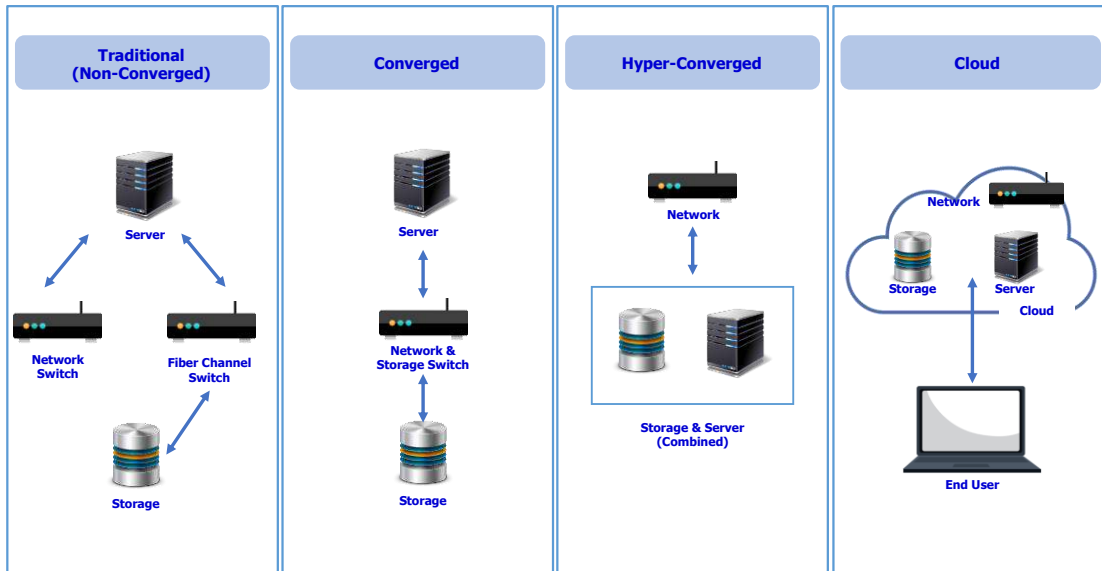 Traditional
(Non-Converged)
Server
Network
Switch
Fiber Channel
Switch
Storage
Converged
Server
Network &
Storage Switch
Storage
Hyper-Converged
Network
Storage & Server
(Combined)
Cloud
Network
Storage
Server
Cloud
End User